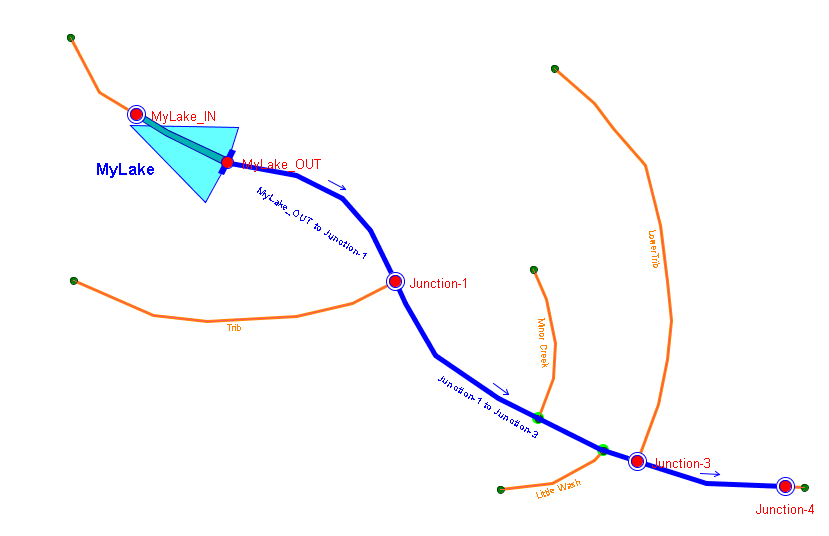 MyLake_IN
MyLake
MyLake_OUT
MyLake_OUT to Junction-1
LowerTrib
Junction-1
Trib
Minor Creek
Junction-1 to Junction-3
Junction-3
Little Wash
Junction-4